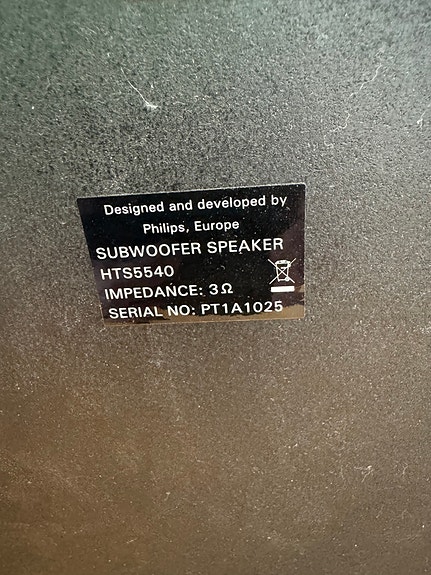 Designed and developed by
Philips, Europe
SUBWOOFER SPEAKER
HTS5540
IMPEDANCE: 3Ω
SERIAL NO: PT1A1025